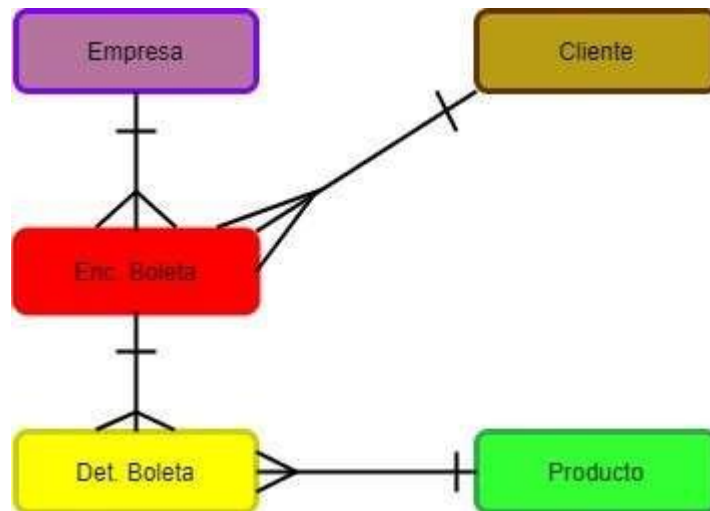 Empresa
Cliente
Enc. Boleta
Det. Boleta
Producto